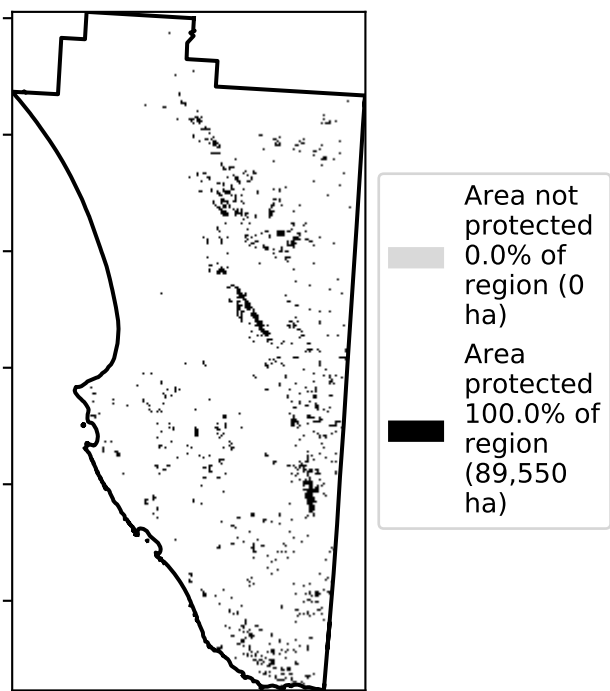 Area not
protected
0.0% of
region (0
ha)
Area
protected
100.0% of
region
(89,550
ha)